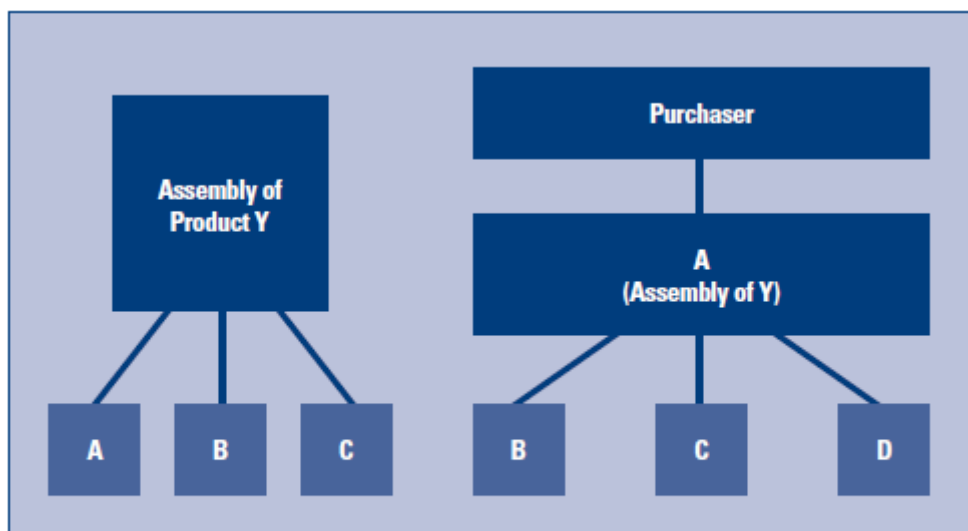 Assembly of
Product Y
A
B
C
Purchaser
A
(Assembly of Y)
B
C
D